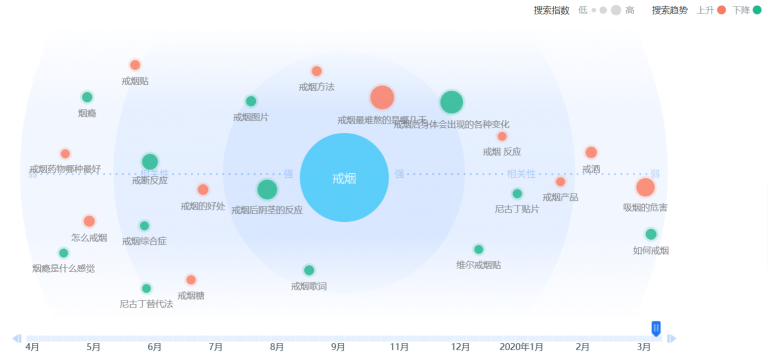 搜索指数 低 高 搜索趋势 上升 下降
戒烟贴
戒烟方法
烟瘾
戒烟图片
戒烟最难熬的是哪几天
戒烟后身体会出现的各种变化
戒烟 反应
戒烟药物哪种最好
戒酒
弱 相关性 强 戒烟 强 相关性 弱
戒断反应
戒烟的好处
戒烟后阴茎的反应
尼古丁贴片
戒烟产品
吸烟的危害
怎么戒烟
戒烟综合症
如何戒烟
烟瘾是什么感觉
维尔戒烟贴
尼古丁替代法
戒烟糖
戒烟歌词
4月 5月 6月 7月 8月 9月 11月 12月 2020年1月 2月 3月